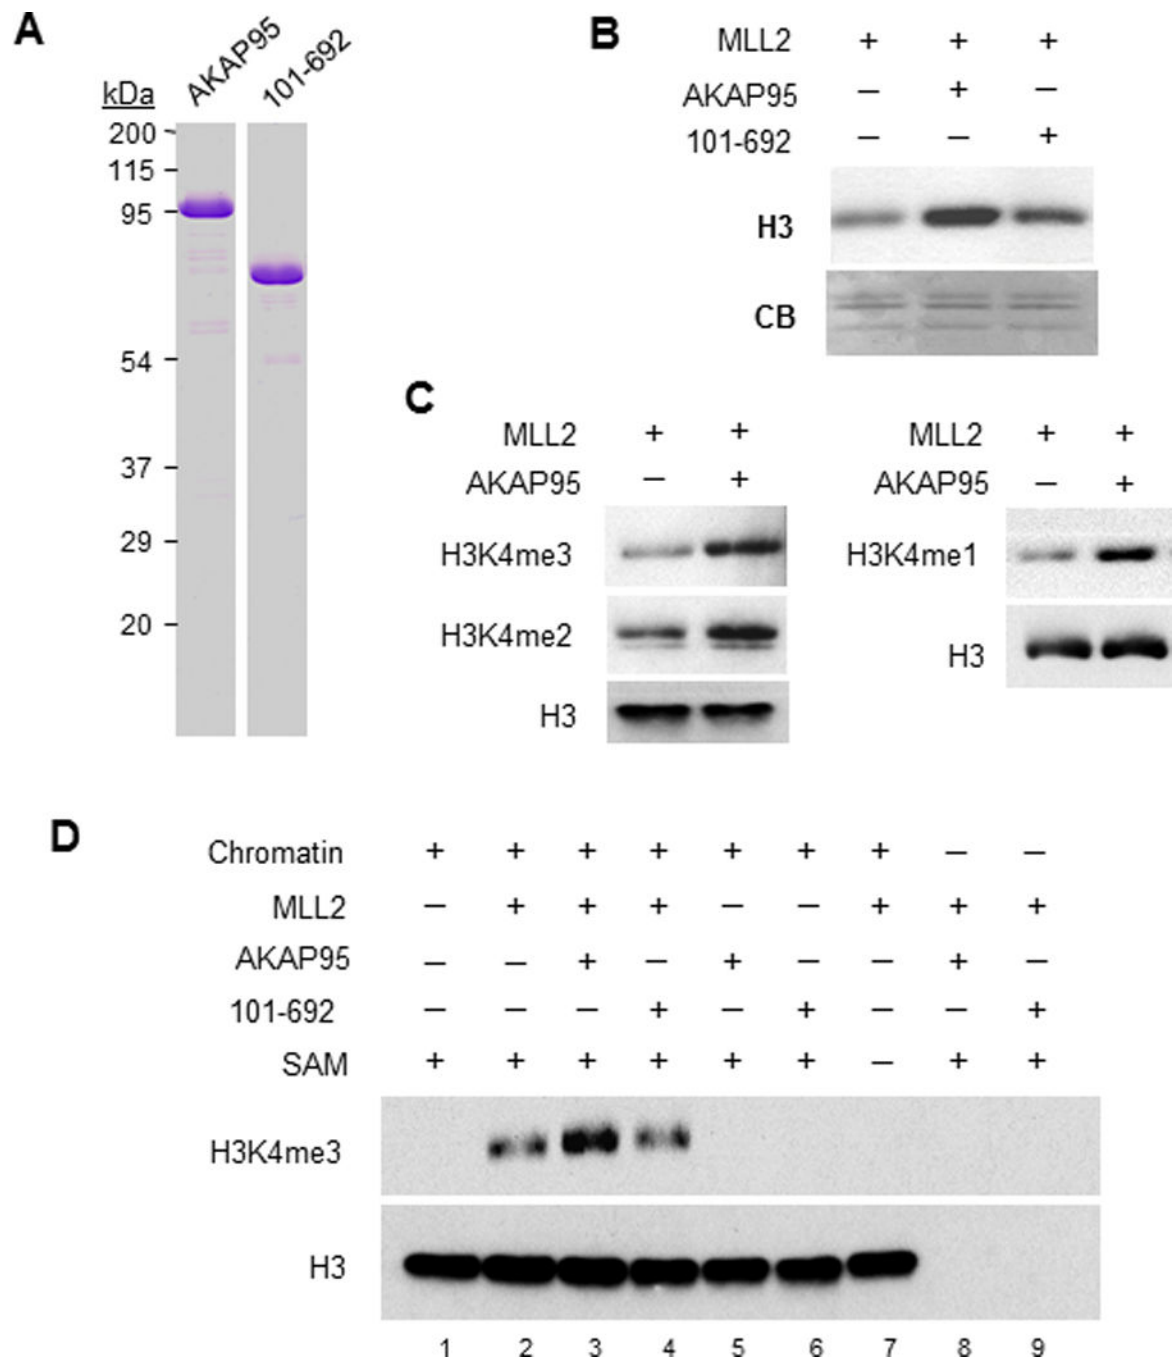 A
kDa
AKAP95
101-692
200
115
95
54
37
29
20
B
MLL2 + + +
AKAP95 – + –
101-692 – – +
H3
CB
C
MLL2 + +
AKAP95 – +
H3K4me3
H3K4me2
H3
MLL2 + +
AKAP95 – +
H3K4me1
H3
D
Chromatin + + + + + + + – –
MLL2 – + + + – – + + +
AKAP95 – – + – + – – + –
101-692 – – – + – + – – +
SAM + + + + + + – + +
H3K4me3
H3
1 2 3 4 5 6 7 8 9